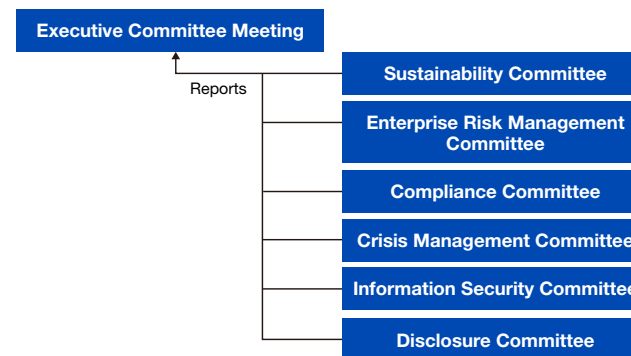 Executive Committee Meeting
Sustainability Committee
Reports
Enterprise Risk Management
Committee
Compliance Committee
Crisis Management Committee
Information Security Committee
Disclosure Committee